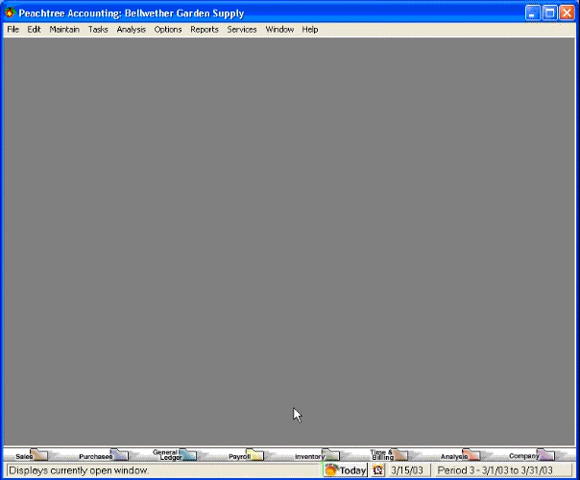 Peachtree Accounting: Bellwether Garden Supply
File Edit Maintain Tasks Analysis Options Reports Services Window Help
Sales Purchases General Ledger Payroll Inventory Time & Billing Analysis Company
Displays currently open window. Today 3/15/03 Period 3 - 3/1/03 to 3/31/03